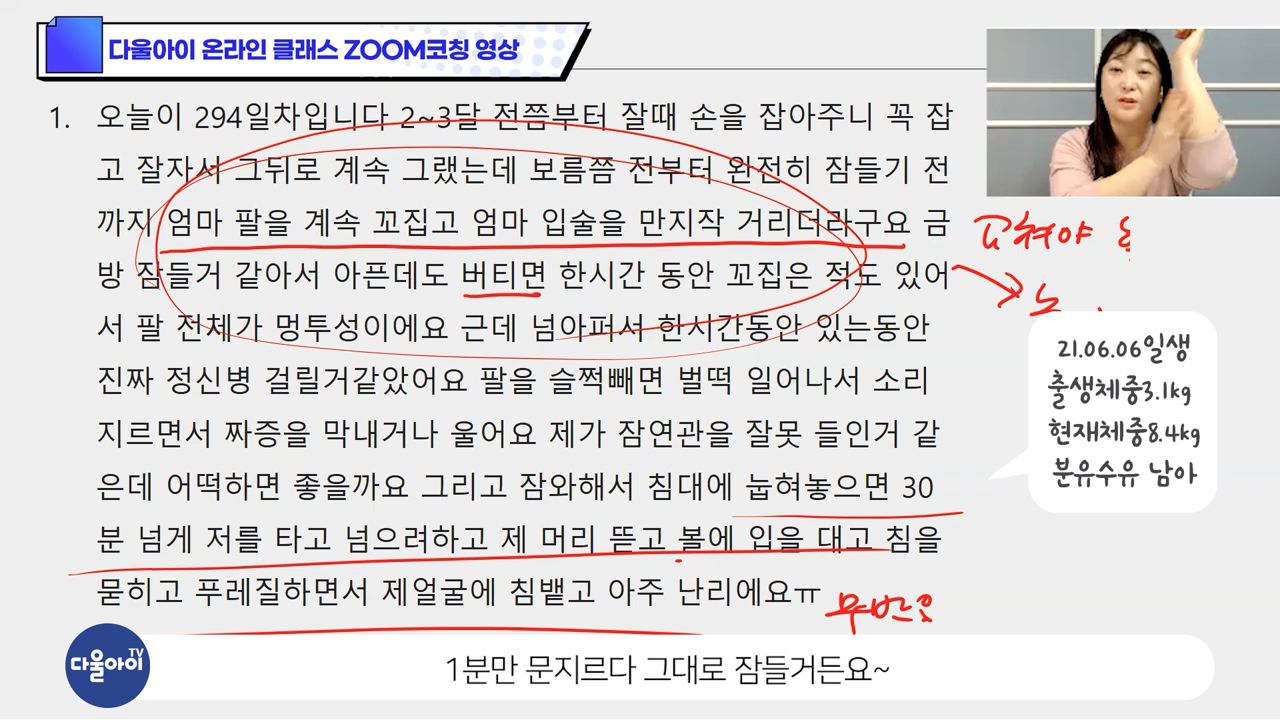 다울아이 온라인 클래스 ZOOM코칭 영상
1. 오늘이 294일차입니다 2~3달 전쯤부터 잘때 손을 잡아주니 꼭 잡
고 잘자서 그뒤로 계속 그랬는데 보름쯤 전부터 완전히 잠들기 전
까지 엄마 팔을 계속 꼬집고 엄마 입술을 만지작 거리더라구요 금
방 잠들거 같아서 아픈데도 버티면 한시간 동안 꼬집은 적도 있어
서 팔 전체가 멍투성이에요 근데 넘아퍼서 한시간동안 있는동안
진짜 정신병 걸릴거같았어요 팔을 슬쩍빼면 벌떡 일어나서 소리
지르면서 짜증을 막내거나 울어요 제가 잠연관을 잘못 들인거 같
은데 어떡하면 좋을까요 그리고 잠와해서 침대에 눕혀놓으면 30
분 넘게 저를 타고 넘으려하고 제 머리 뜯고 볼에 입을 대고 침을
묻히고 푸레질하면서 제얼굴에 침뱉고 아주 난리에요ㅠ
21.06.06일생
출생체중3.1kg
현재체중8.4kg
분유수유 남아
다울아이 TV
1분만 문지르다 그대로 잠들거든요~